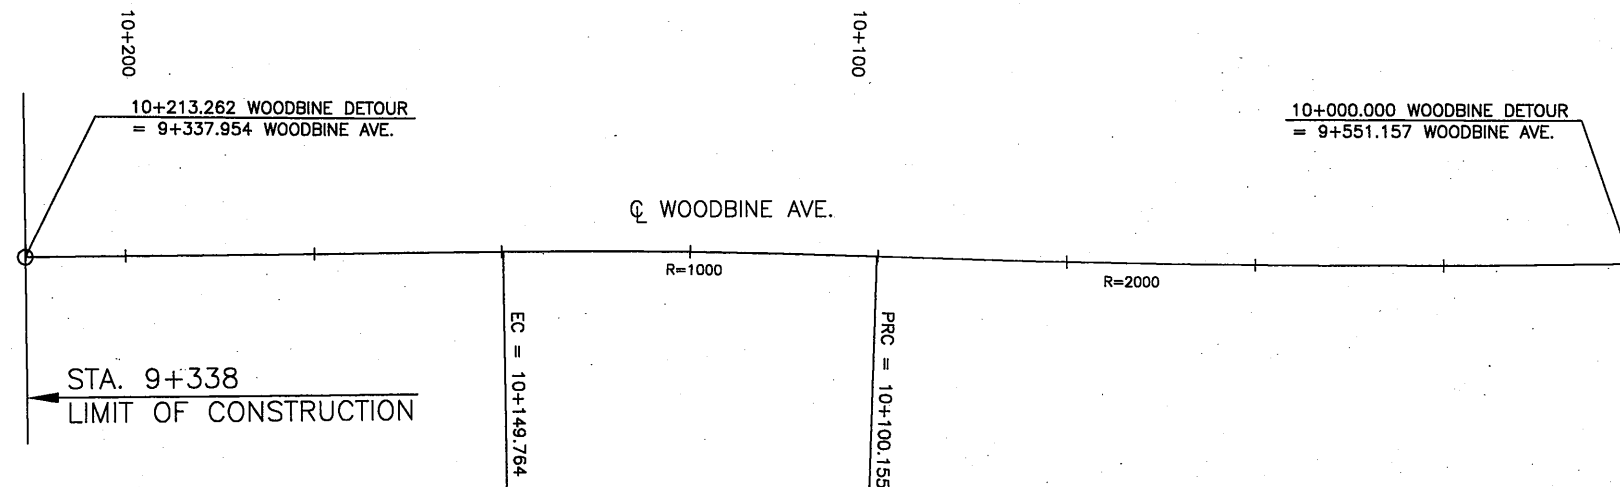 10+200
10+100
10+213.262 WOODBINE DETOUR
= 9+337.954 WOODBINE AVE.
10+000.000 WOODBINE DETOUR
= 9+551.157 WOODBINE AVE.
℄ WOODBINE AVE.
R=1000
R=2000
EC = 10+149.764
PRC = 10+100.155
STA. 9+338
LIMIT OF CONSTRUCTION